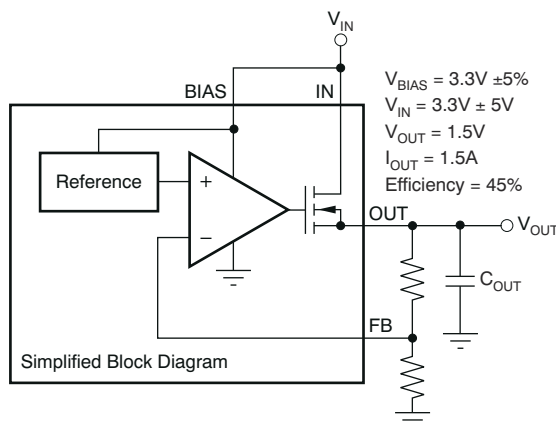 V_IN
BIAS
IN
V_BIAS = 3.3V ±5%
V_IN = 3.3V ± 5V
V_OUT = 1.5V
I_OUT = 1.5A
Efficiency = 45%
Reference
+
−
OUT
V_OUT
C_OUT
FB
Simplified Block Diagram